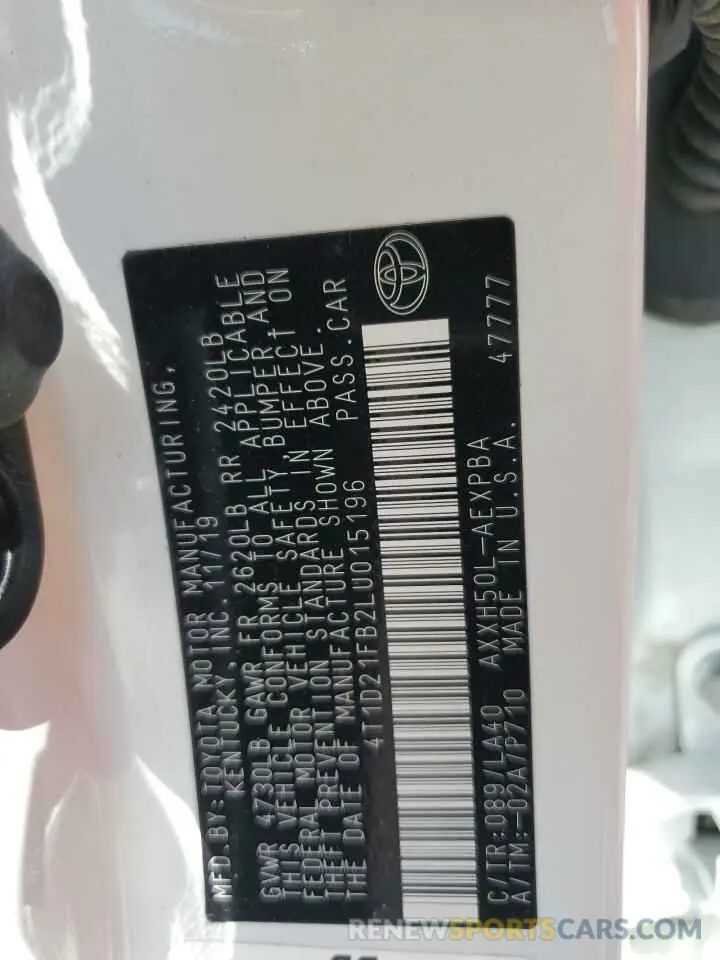 MFD.BY:TOYOTA MOTOR MANUFACTURING,
KENTUCKY,INC. 11/19
GVWR 4730LB GAWR FR 2620LB RR 2420LB
THIS VEHICLE CONFORMS TO ALL APPLICABLE
FEDERAL MOTOR VEHICLE SAFETY, BUMPER, AND
THEFT PREVENTION STANDARDS IN EFFECT ON
THE DATE OF MANUFACTURE SHOWN ABOVE.
4T1D21FB2LU015196 PASS.CAR
C/TR:089/LA40 AXXH50L-AEXPBA
A/TM:-02A/P710 MADE IN U.S.A. 47777
RENEWSPORTSCARS.COM